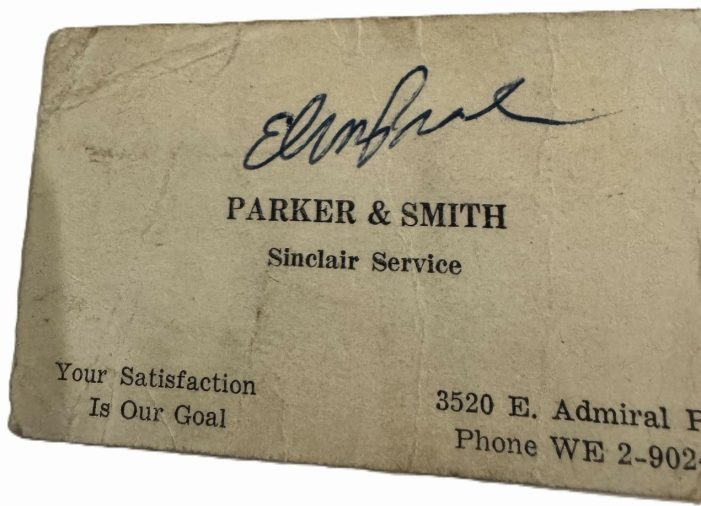 PARKER & SMITH
Sinclair Service
Your Satisfaction
Is Our Goal
3520 E. Admiral
Phone WE 2-902